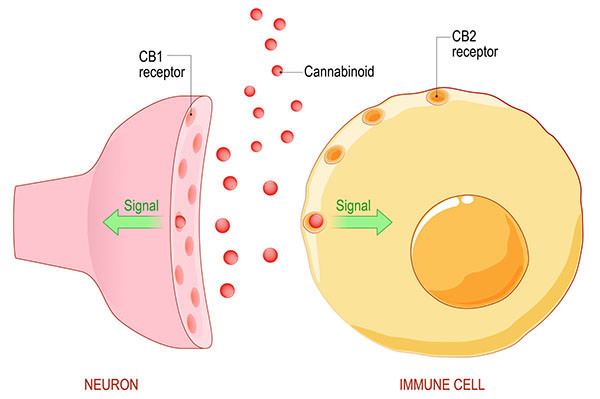 CB1
receptor
Cannabinoid
CB2
receptor
Signal
Signal
NEURON
IMMUNE CELL